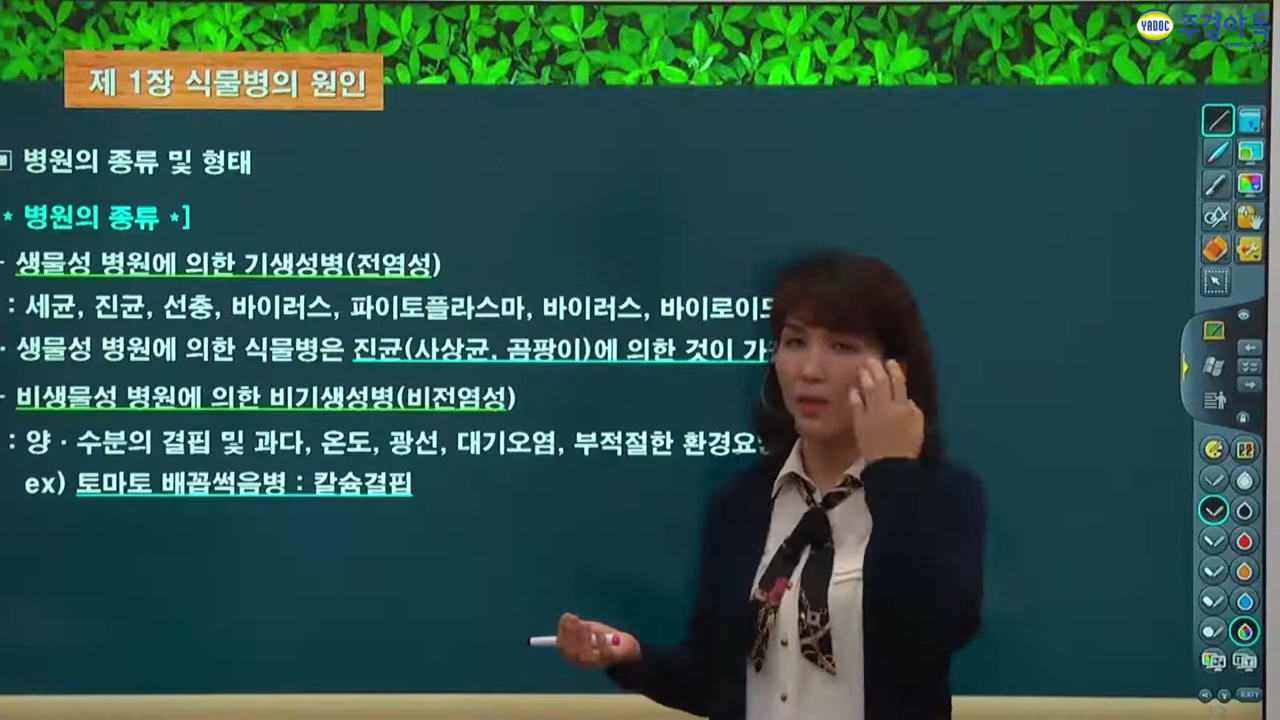 YADOC 주경야독
제 1장 식물병의 원인
▣ 병원의 종류 및 형태
* 병원의 종류 *]
- 생물성 병원에 의한 기생성병(전염성)
: 세균, 진균, 선충, 바이러스, 파이토플라스마, 바이러스, 바이로이드
- 생물성 병원에 의한 식물병은 진균(사상균, 곰팡이)에 의한 것이 가
- 비생물성 병원에 의한 비기생성병(비전염성)
: 양 · 수분의 결핍 및 과다, 온도, 광선, 대기오염, 부적절한 환경요
ex) 토마토 배꼽썩음병 : 칼슘결핍
EXIT